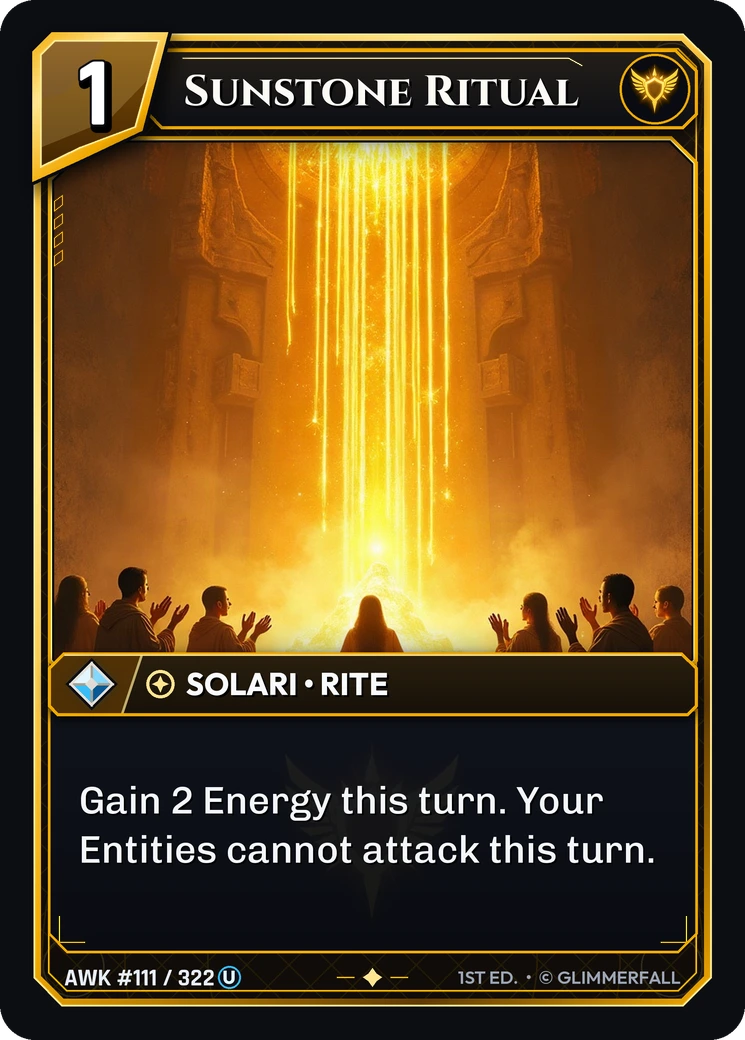 1
SUNSTONE RITUAL
SOLARI • RITE
Gain 2 Energy this turn. Your
Entities cannot attack this turn.
AWK #111 / 322 U
1ST ED. • © GLIMMERFALL